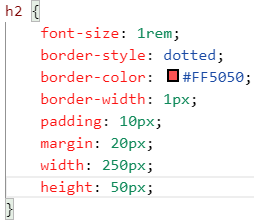 h2 {
font-size: 1rem;
border-style: dotted;
border-color: #FF5050;
border-width: 1px;
padding: 10px;
margin: 20px;
width: 250px;
height: 50px;
}